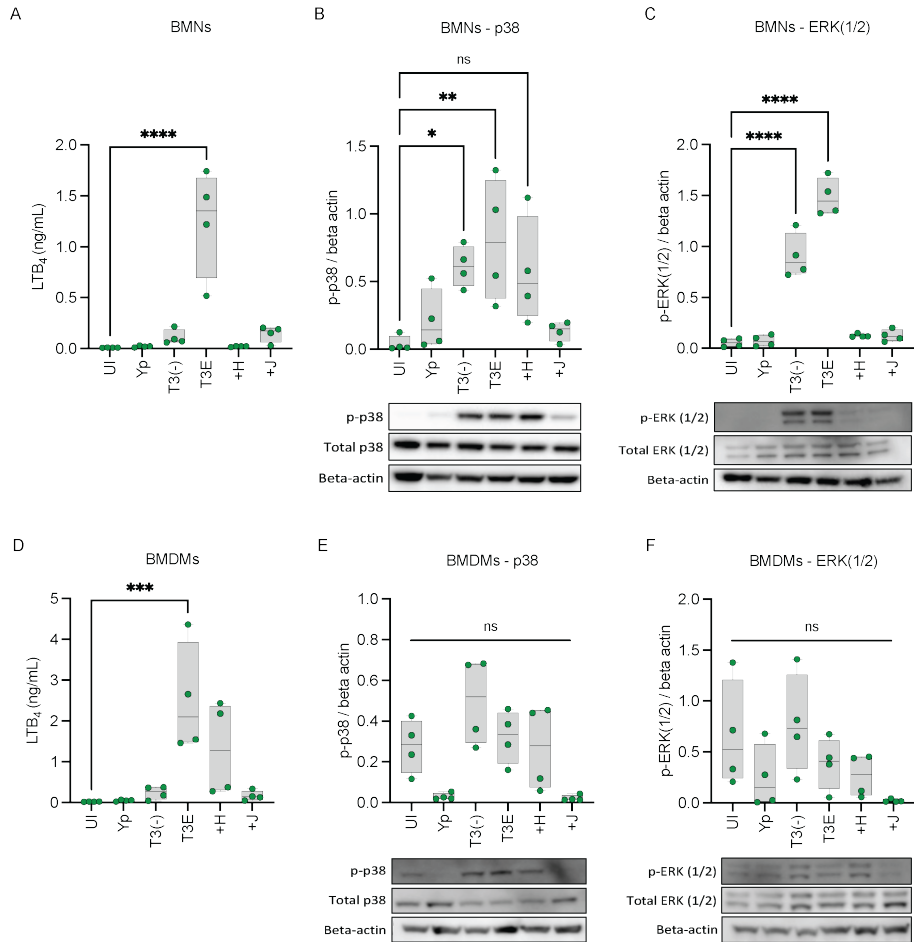 A
BMNs
****
LTB4 (ng/mL)
2.0
1.5
1.0
0.5
0.0
UI
Yp
T3(-)
T3E
+H
+J
B
BMNs - p38
ns
**
*
p-p38 / beta actin
1.5
1.0
0.5
0.0
UI
Yp
T3(-)
T3E
+H
+J
p-p38
Total p38
Beta-actin
C
BMNs - ERK(1/2)
****
****
p-ERK(1/2) / beta actin
2.0
1.5
1.0
0.5
0.0
UI
Yp
T3(-)
T3E
+H
+J
p-ERK (1/2)
Total ERK (1/2)
Beta-actin
D
BMDMs
***
LTB4 (ng/mL)
5
4
3
2
1
0
UI
Yp
T3(-)
T3E
+H
+J
E
BMDMs - p38
ns
p-p38 / beta actin
1.0
0.8
0.6
0.4
0.2
0.0
UI
Yp
T3(-)
T3E
+H
+J
p-p38
Total p38
Beta-actin
F
BMDMs - ERK(1/2)
ns
p-ERK(1/2) / beta actin
2.0
1.5
1.0
0.5
0.0
UI
Yp
T3(-)
T3E
+H
+J
p-ERK (1/2)
Total ERK (1/2)
Beta-actin